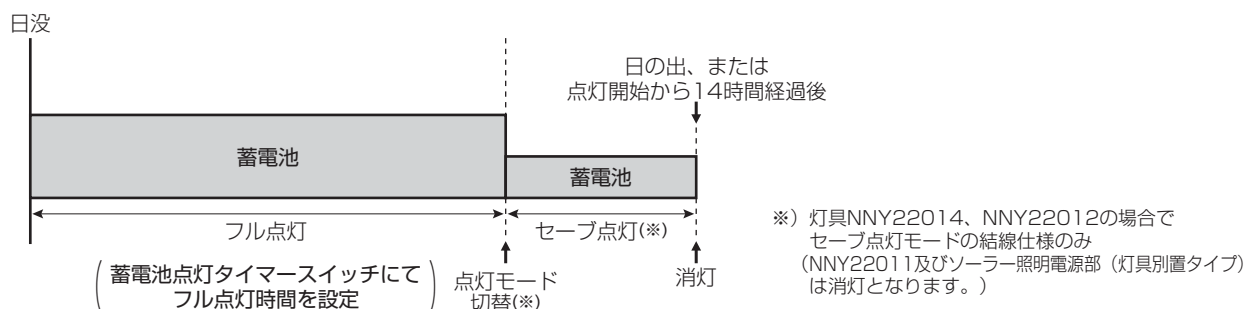 日没
日の出、または
点灯開始から14時間経過後
蓄電池
蓄電池
フル点灯
セーブ点灯(※)
蓄電池点灯タイマースイッチにて
フル点灯時間を設定
点灯モード
切替(※)
消灯
※）灯具NNY22014、NNY22012の場合で
セーブ点灯モードの結線仕様のみ
（NNY22011及びソーラー照明電源部（灯具別置タイプ）
は消灯となります。）